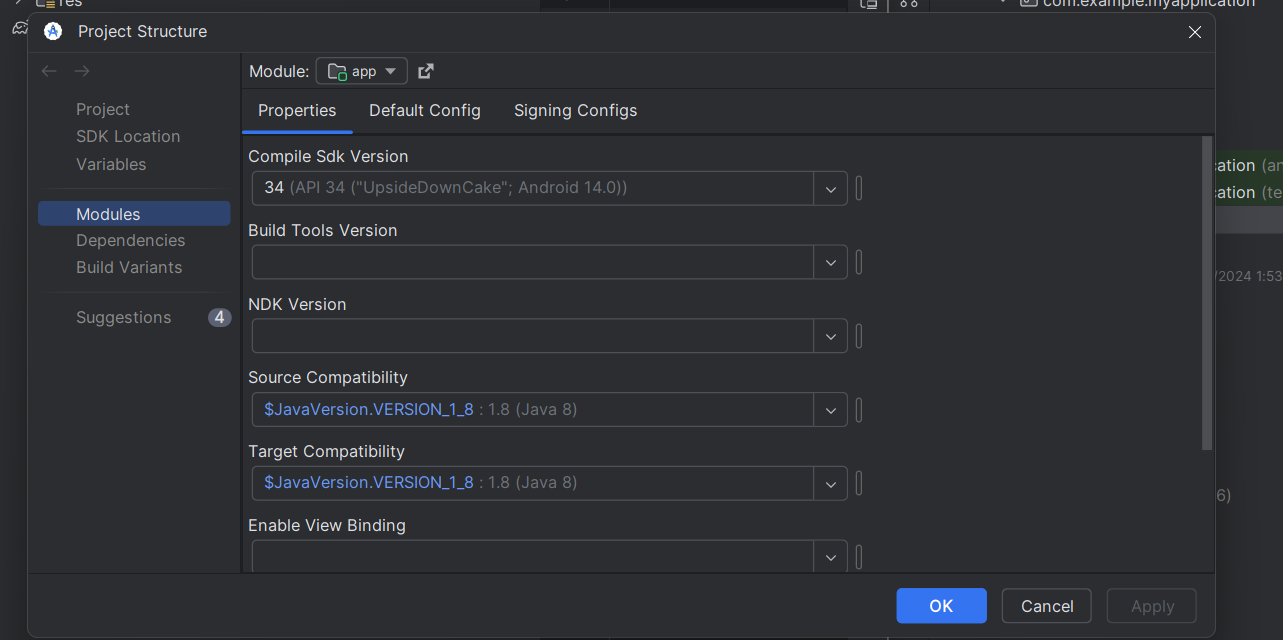 res
com.example.myapplication
Project Structure
Module: app
Project
SDK Location
Variables
Modules
Dependencies
Build Variants
Suggestions 4
Properties Default Config Signing Configs
Compile Sdk Version
34 (API 34 ("UpsideDownCake"; Android 14.0))
Build Tools Version
NDK Version
Source Compatibility
$JavaVersion.VERSION_1_8 : 1.8 (Java 8)
Target Compatibility
$JavaVersion.VERSION_1_8 : 1.8 (Java 8)
Enable View Binding
OK Cancel Apply
ation (an
ation (te
/2024 1:53
6)